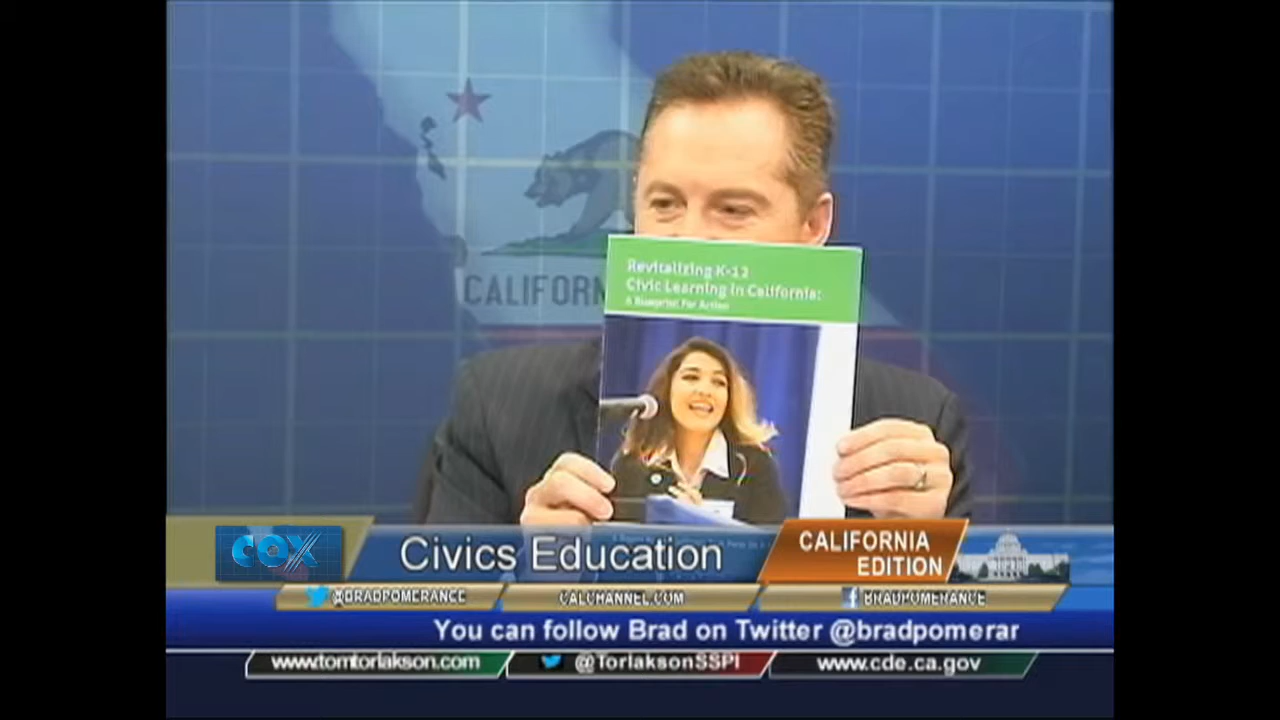 CALIFORN
Revitalizing K-12
Civic Learning in California:
A Blueprint For Action
COX
Civics Education
CALIFORNIA
EDITION
@BRADPOMERANCE
CALCHANNEL.COM
BRADPOMERANCE
You can follow Brad on Twitter @bradpomerar
www.tomtorlakson.com
@TorlaksonSSPI
www.cde.ca.gov